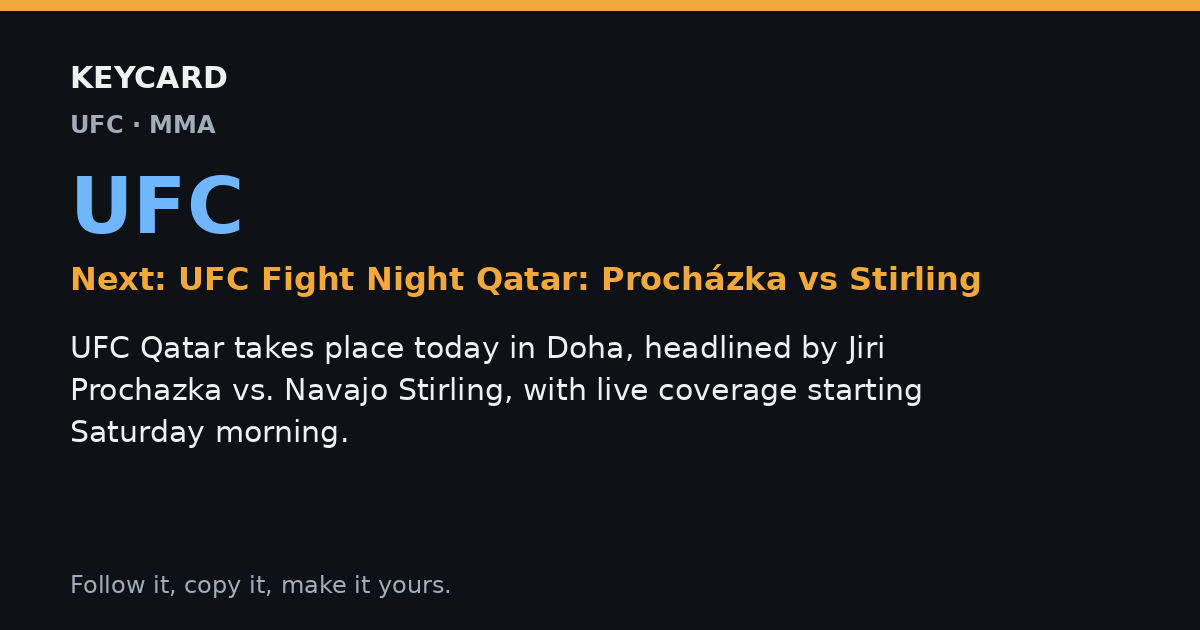 KEYCARD
UFC · MMA
UFC
Next: UFC Fight Night Qatar: Procházka vs Stirling
UFC Qatar takes place today in Doha, headlined by Jiri
Prochazka vs. Navajo Stirling, with live coverage starting
Saturday morning.
Follow it, copy it, make it yours.